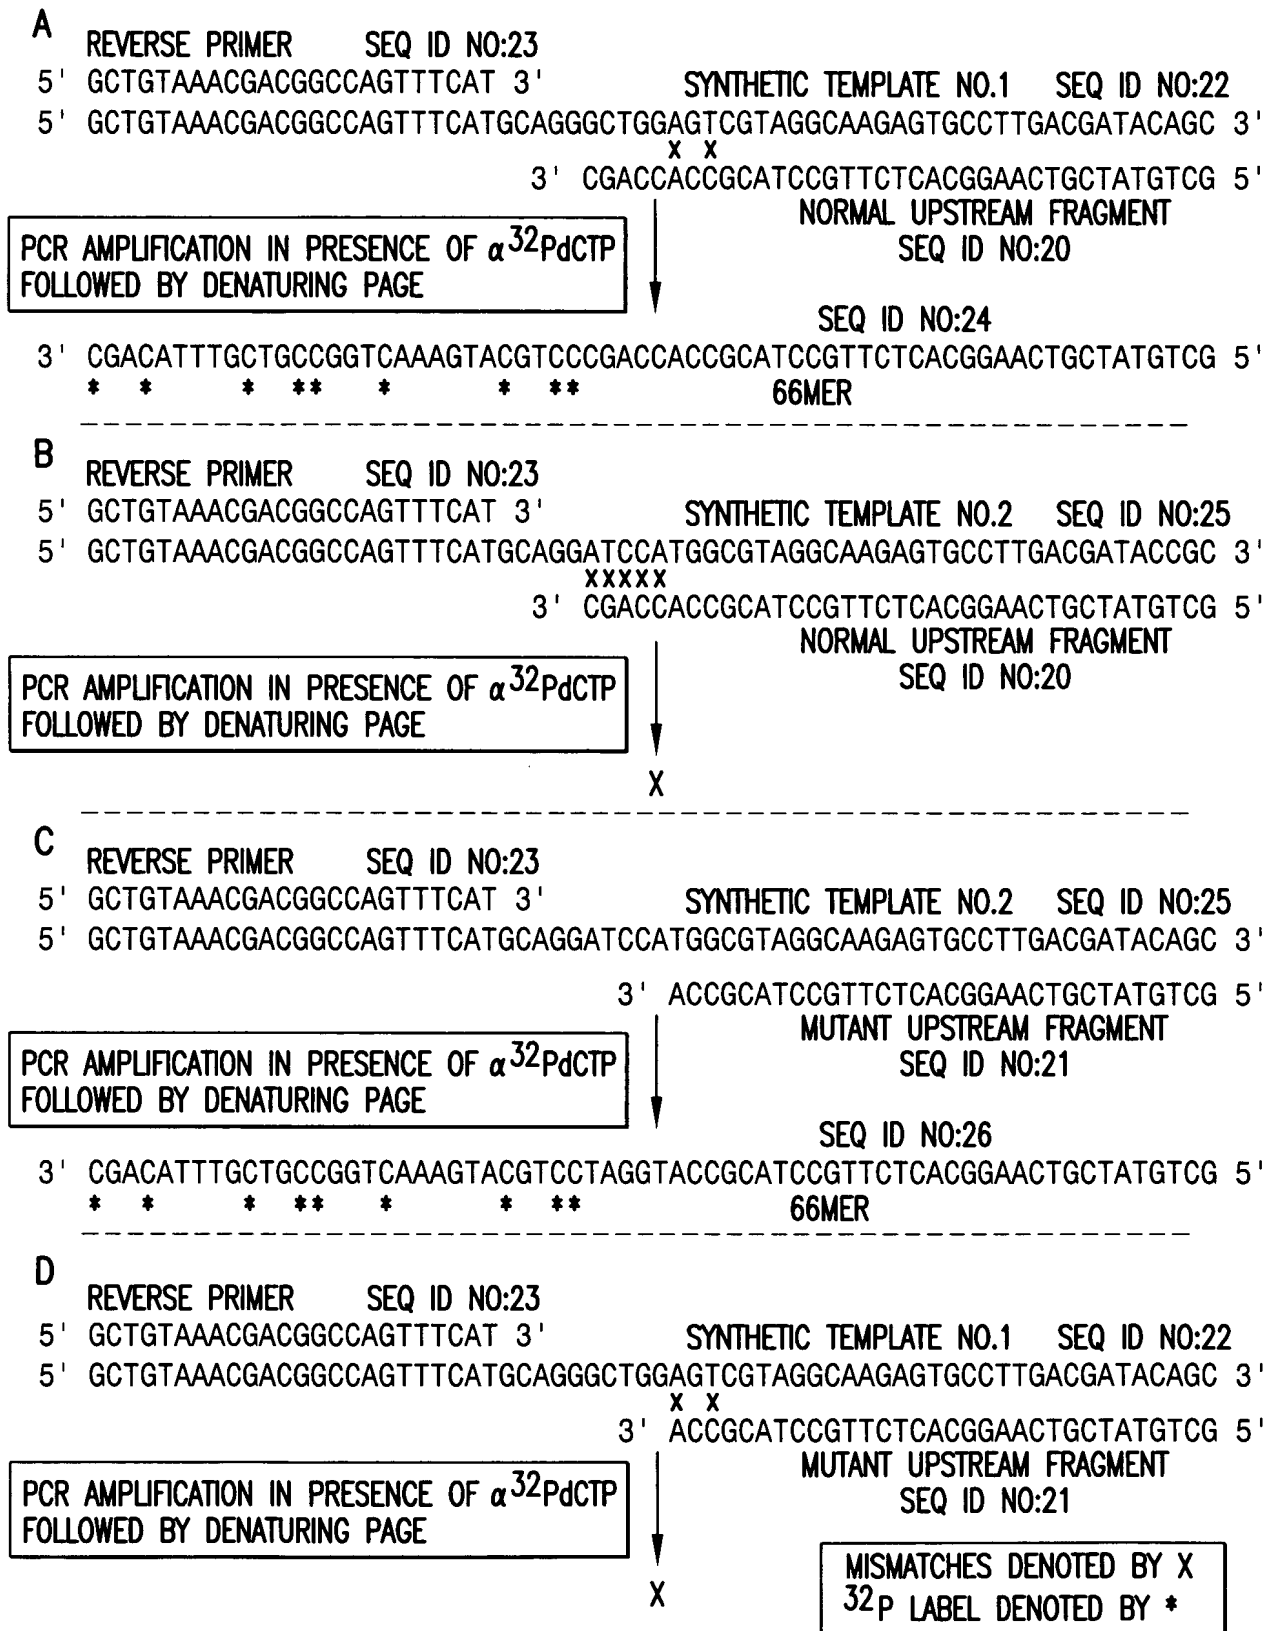 A
REVERSE PRIMER SEQ ID NO:23
5' GCTGTAAACGACGGCCAGTTTCAT 3' SYNTHETIC TEMPLATE NO.1 SEQ ID NO:22
5' GCTGTAAACGACGGCCAGTTTCATGCAGGGCTGGAGTCGTAGGCAAGAGTGCCTTGACGATACAGC 3'
X X
3' CGACCACCGCATCCGTTCTCACGGAACTGCTATGTCG 5'
NORMAL UPSTREAM FRAGMENT
SEQ ID NO:20
PCR AMPLIFICATION IN PRESENCE OF α32PdCTP
FOLLOWED BY DENATURING PAGE
SEQ ID NO:24
3' CGACATTTGCTGCCGGTCAAAGTACGTCCCGACCACCGCATCCGTTCTCACGGAACTGCTATGTCG 5'
* * * ** * * **
66MER
B
REVERSE PRIMER SEQ ID NO:23
5' GCTGTAAACGACGGCCAGTTTCAT 3' SYNTHETIC TEMPLATE NO.2 SEQ ID NO:25
5' GCTGTAAACGACGGCCAGTTTCATGCAGGATCCATGGCGTAGGCAAGAGTGCCTTGACGATACCGC 3'
XXXXX
3' CGACCACCGCATCCGTTCTCACGGAACTGCTATGTCG 5'
NORMAL UPSTREAM FRAGMENT
SEQ ID NO:20
PCR AMPLIFICATION IN PRESENCE OF α32PdCTP
FOLLOWED BY DENATURING PAGE
X
C
REVERSE PRIMER SEQ ID NO:23
5' GCTGTAAACGACGGCCAGTTTCAT 3' SYNTHETIC TEMPLATE NO.2 SEQ ID NO:25
5' GCTGTAAACGACGGCCAGTTTCATGCAGGATCCATGGCGTAGGCAAGAGTGCCTTGACGATACAGC 3'
3' ACCGCATCCGTTCTCACGGAACTGCTATGTCG 5'
MUTANT UPSTREAM FRAGMENT
SEQ ID NO:21
PCR AMPLIFICATION IN PRESENCE OF α32PdCTP
FOLLOWED BY DENATURING PAGE
SEQ ID NO:26
3' CGACATTTGCTGCCGGTCAAAGTACGTCCTAGGTACCGCATCCGTTCTCACGGAACTGCTATGTCG 5'
* * * ** * * **
66MER
D
REVERSE PRIMER SEQ ID NO:23
5' GCTGTAAACGACGGCCAGTTTCAT 3' SYNTHETIC TEMPLATE NO.1 SEQ ID NO:22
5' GCTGTAAACGACGGCCAGTTTCATGCAGGGCTGGAGTCGTAGGCAAGAGTGCCTTGACGATACAGC 3'
X X
3' ACCGCATCCGTTCTCACGGAACTGCTATGTCG 5'
MUTANT UPSTREAM FRAGMENT
SEQ ID NO:21
PCR AMPLIFICATION IN PRESENCE OF α32PdCTP
FOLLOWED BY DENATURING PAGE
X
MISMATCHES DENOTED BY X
32P LABEL DENOTED BY *